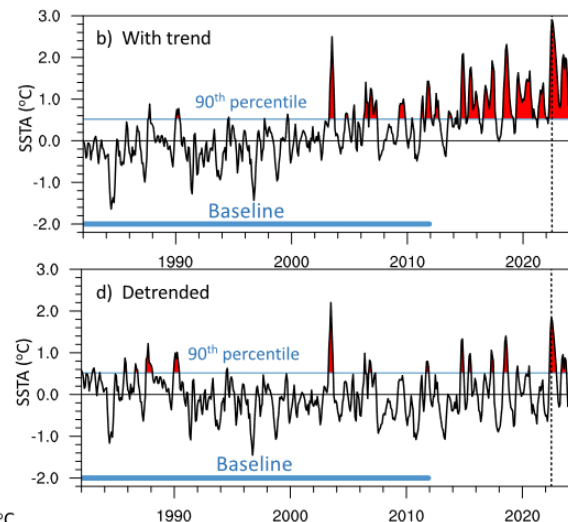 3.0
b) With trend
2.0
90th percentile
1.0
0.0
-1.0
Baseline
-2.0
SSTA (°C)
1990 2000 2010 2020
3.0
d) Detrended
2.0
90th percentile
1.0
0.0
-1.0
Baseline
-2.0
SSTA (°C)
1990 2000 2010 2020
°C